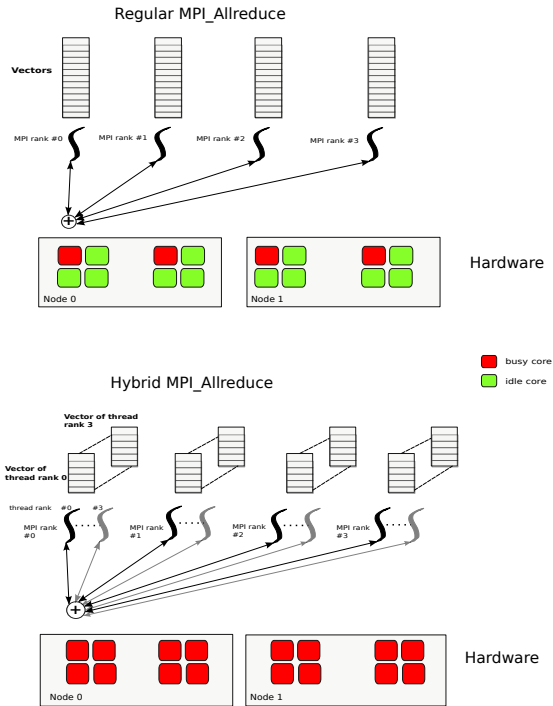 Regular MPI_Allreduce
Vectors
MPI rank #0
MPI rank #1
MPI rank #2
MPI rank #3
+
Node 0
Node 1
Hardware
busy core
idle core
Hybrid MPI_Allreduce
Vector of thread
rank 3
Vector of
thread rank 0
thread rank #0 #3
MPI rank
#0
MPI rank
#1
MPI rank
#2
MPI rank
#3
+
Node 0
Node 1
Hardware